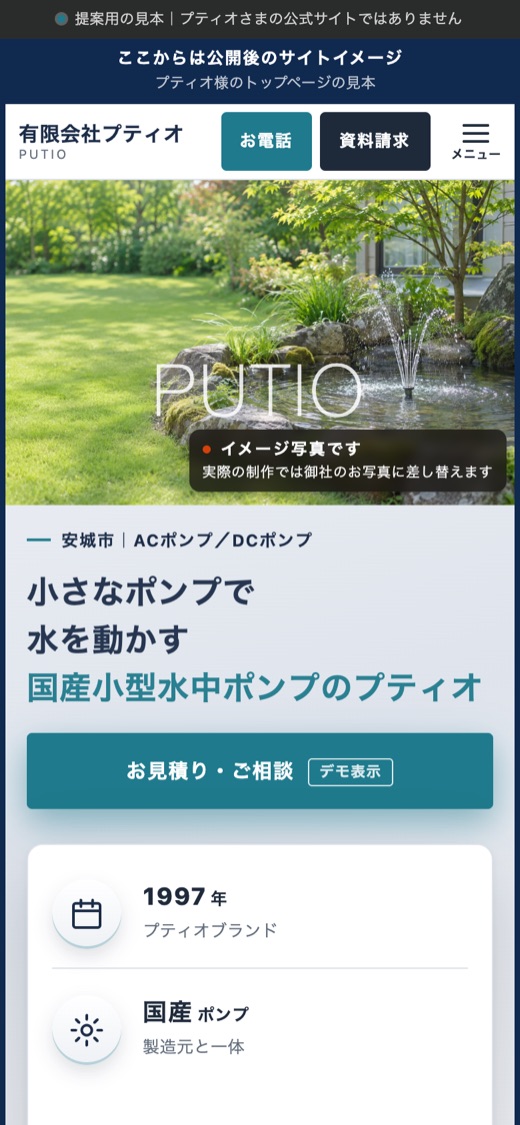 提案用の見本｜プティオさまの公式サイトではありません
ここからは公開後のサイトイメージ
プティオ様のトップページの見本
有限会社プティオ
PUTIO
お電話
資料請求
メニュー
PUTIO
イメージ写真です
実際の制作では御社のお写真に差し替えます
安城市｜ACポンプ／DCポンプ
小さなポンプで
水を動かす
国産小型水中ポンプのプティオ
お見積り・ご相談 デモ表示
1997 年
プティオブランド
国産 ポンプ
製造元と一体